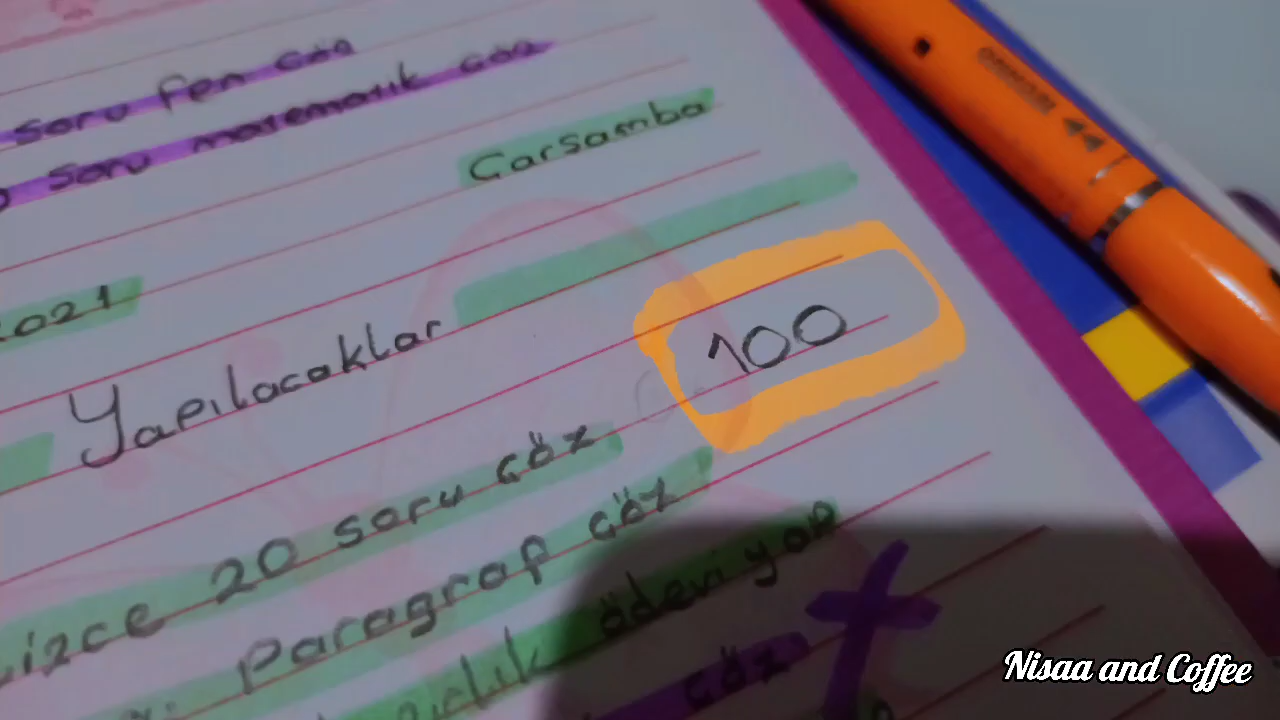 soru fen çöz
soru matematik çöz
Çarşamba
2021
Yapılacaklar
100
20 soru çöz
Paragraf çöz
ödevi yap
çöz
Nisaa and Coffee